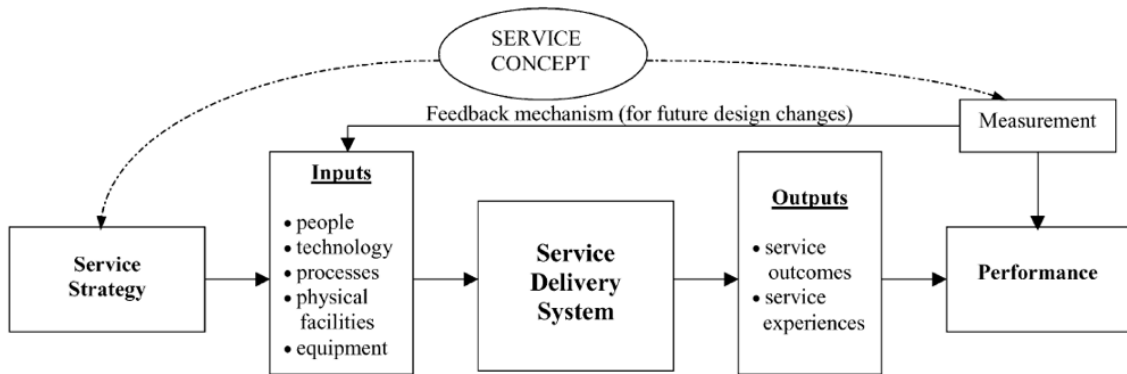 SERVICE
CONCEPT
Feedback mechanism (for future design changes)
Measurement
Service
Strategy
Inputs
• people
• technology
• processes
• physical
facilities
• equipment
Service
Delivery
System
Outputs
• service
outcomes
• service
experiences
Performance